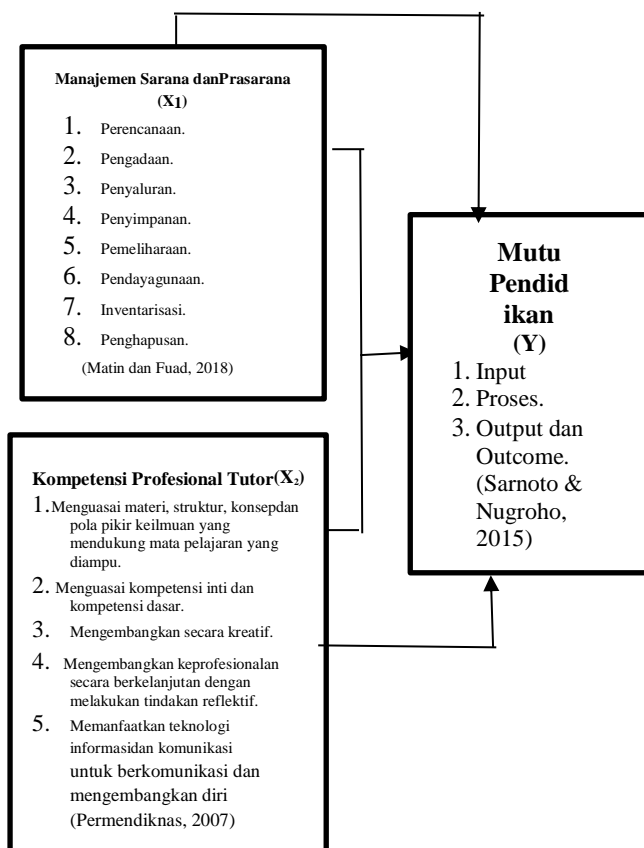 Manajemen Sarana danPrasarana
(X1)
1. Perencanaan.
2. Pengadaan.
3. Penyaluran.
4. Penyimpanan.
5. Pemeliharaan.
6. Pendayagunaan.
7. Inventarisasi.
8. Penghapusan.
(Matin dan Fuad, 2018)
Kompetensi Profesional Tutor(X₂)
1.Menguasai materi, struktur, konsepdan
pola pikir keilmuan yang
mendukung mata pelajaran yang
diampu.
2. Menguasai kompetensi inti dan
kompetensi dasar.
3. Mengembangkan secara kreatif.
4. Mengembangkan keprofesionalan
secara berkelanjutan dengan
melakukan tindakan reflektif.
5. Memanfaatkan teknologi
informasidan komunikasi
untuk berkomunikasi dan
mengembangkan diri
(Permendiknas, 2007)
Mutu
Pendid
ikan
(Y)
1. Input
2. Proses.
3. Output dan
Outcome.
(Sarnoto &
Nugroho,
2015)